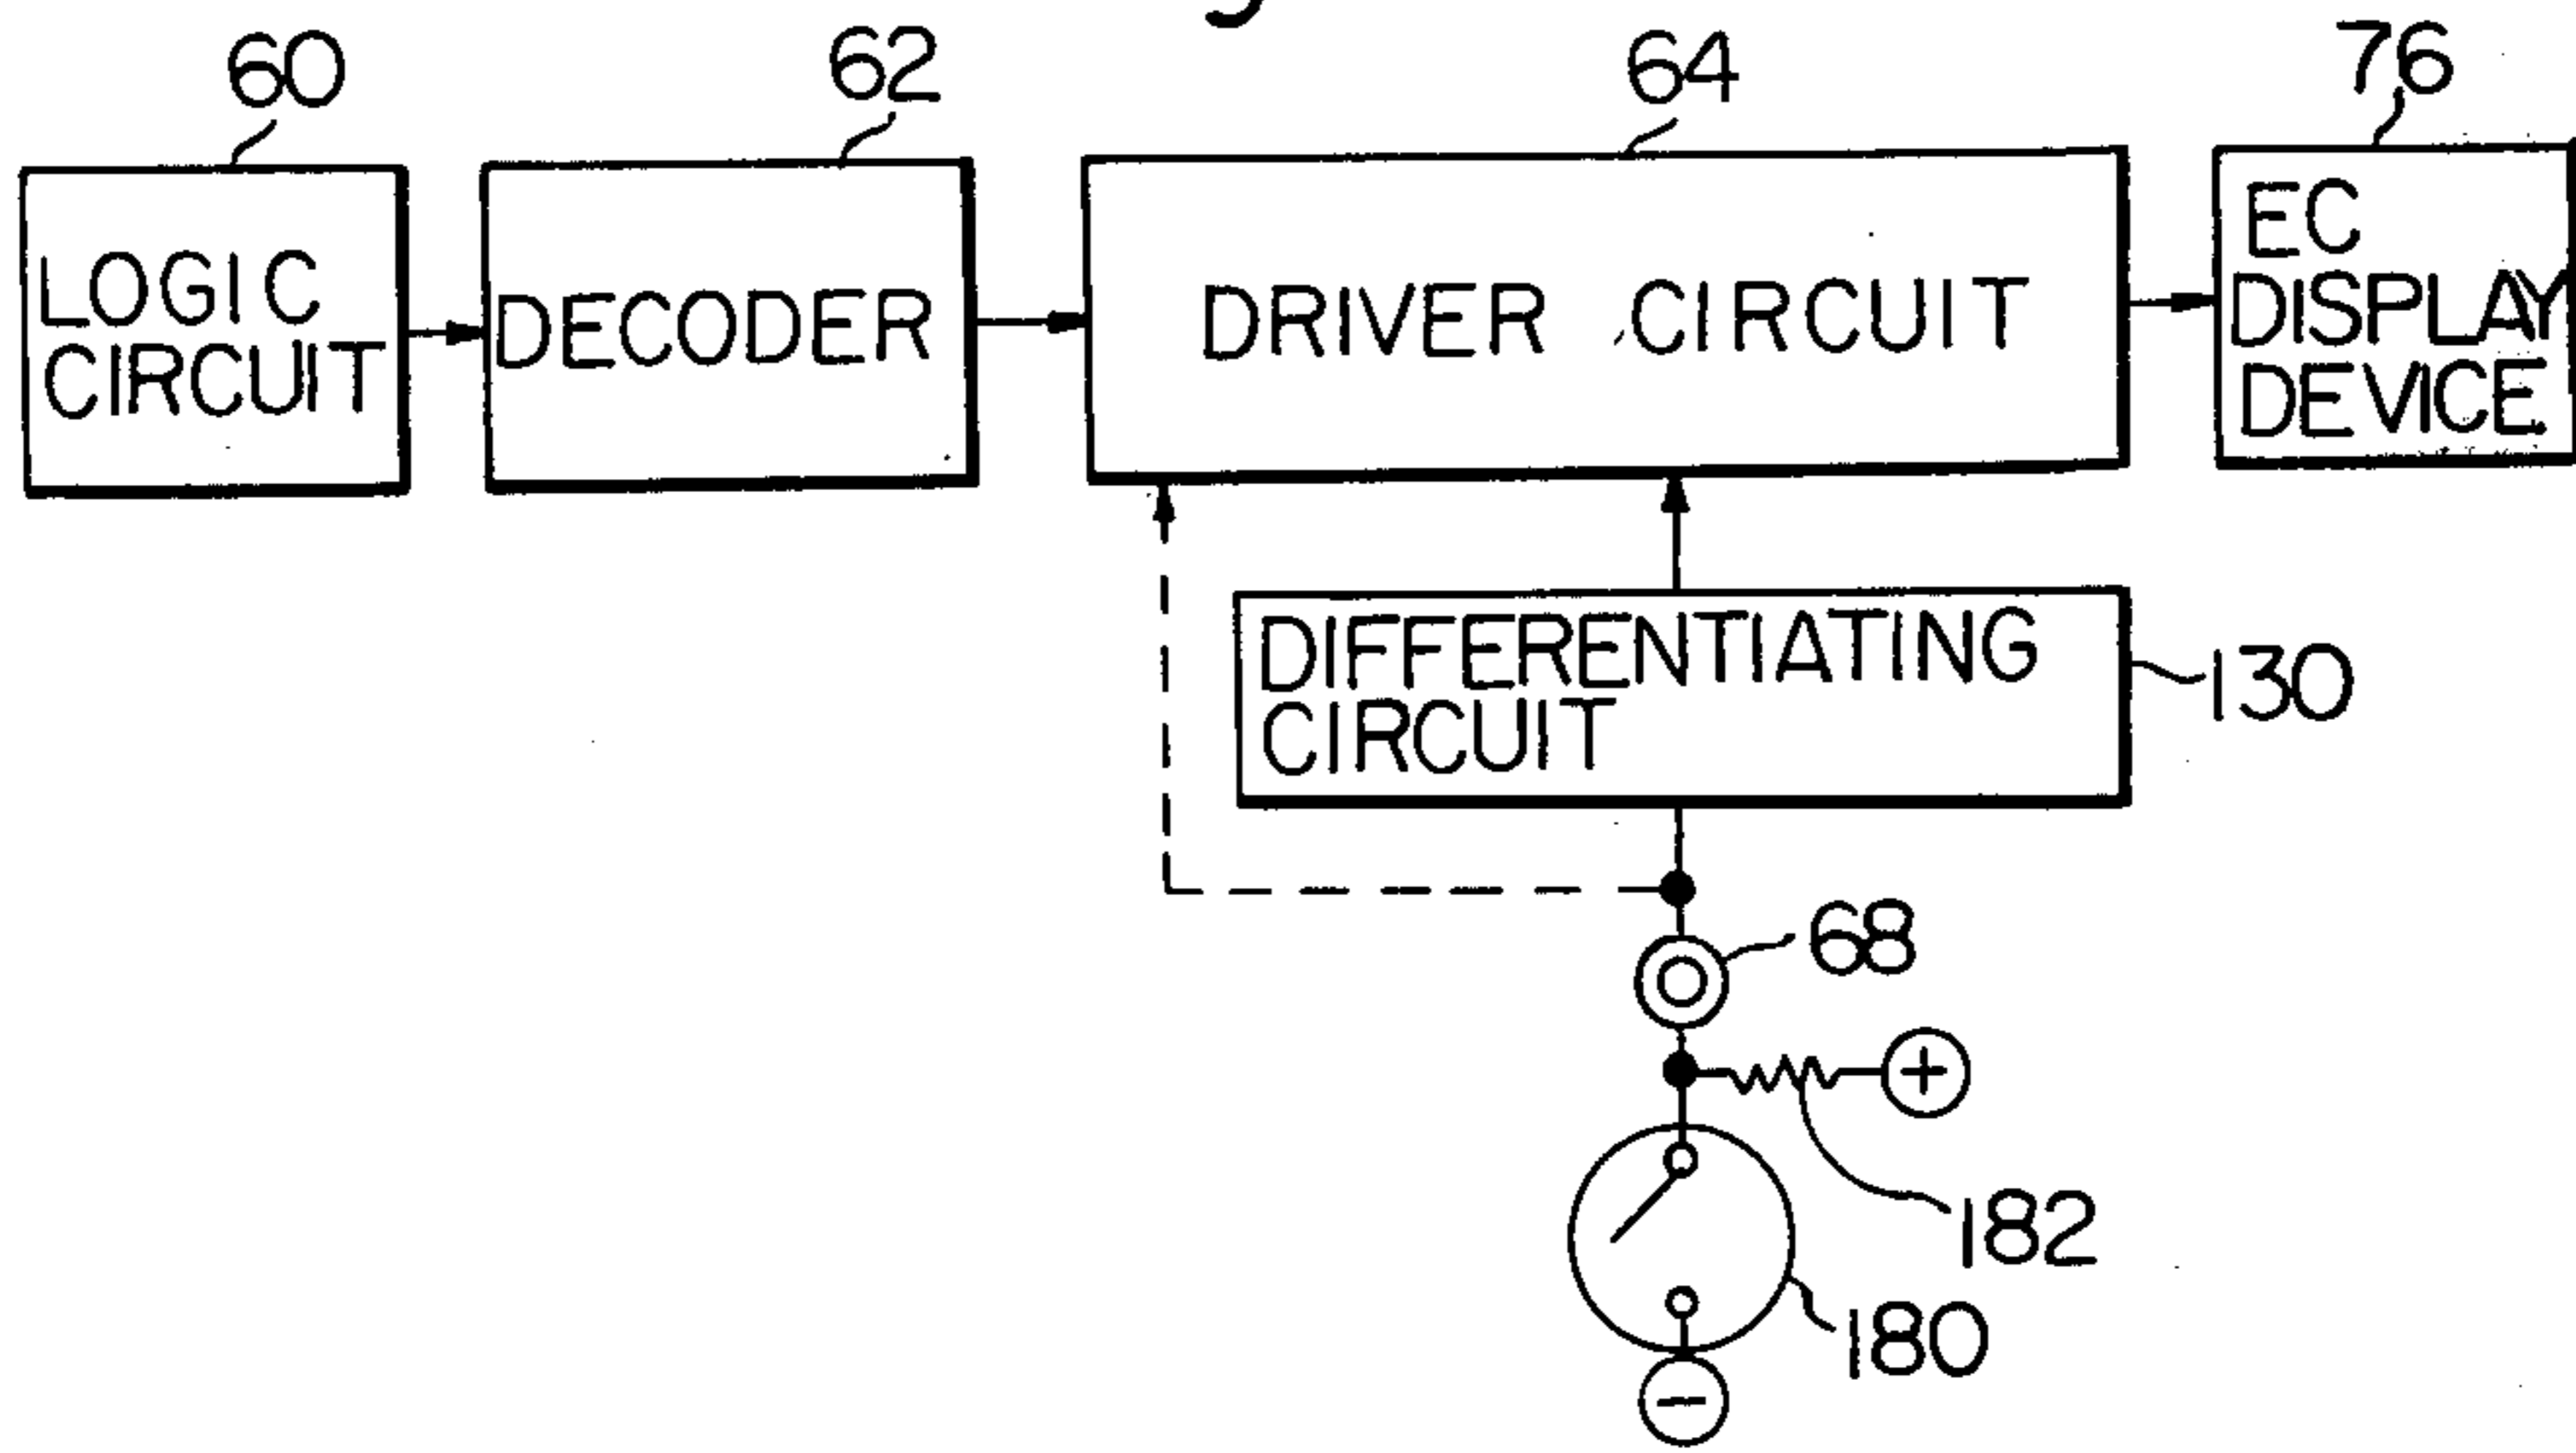 60
62
64
76
LOGIC
CIRCUIT
DECODER
DRIVER CIRCUIT
EC
DISPLAY
DEVICE
DIFFERENTIATING
CIRCUIT
130
68
+
182
180
−